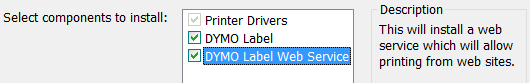 Select components to install:
Printer Drivers
DYMO Label
DYMO Label Web Service
Description
This will install a web
service which will allow
printing from web sites.